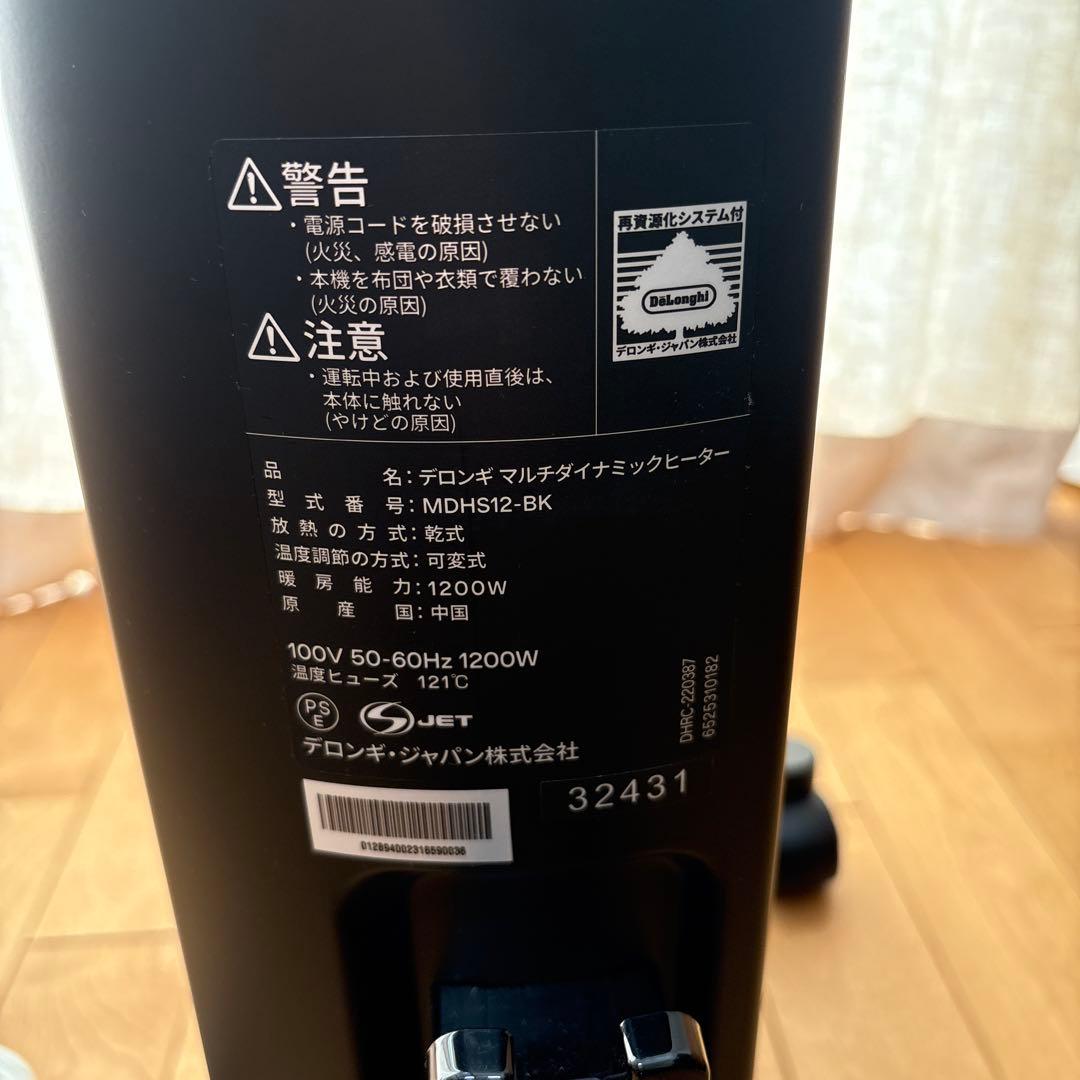 警告
・電源コードを破損させない
(火災、感電の原因)
・本機を布団や衣類で覆わない
(火災の原因)
注意
・運転中および使用直後は、
本体に触れない
(やけどの原因)
再資源化システム付
DeLonghi
デロンギ・ジャパン株式会社
品名：デロンギ マルチダイナミックヒーター
型式番号：MDHS12-BK
放熱の方式：乾式
温度調節の方式：可変式
暖房能力：1200W
原産国：中国
100V 50-60Hz 1200W
温度ヒューズ 121℃
PS
E
S JET
デロンギ・ジャパン株式会社
DHRC-220387
6525310182
32431
012894002316590036